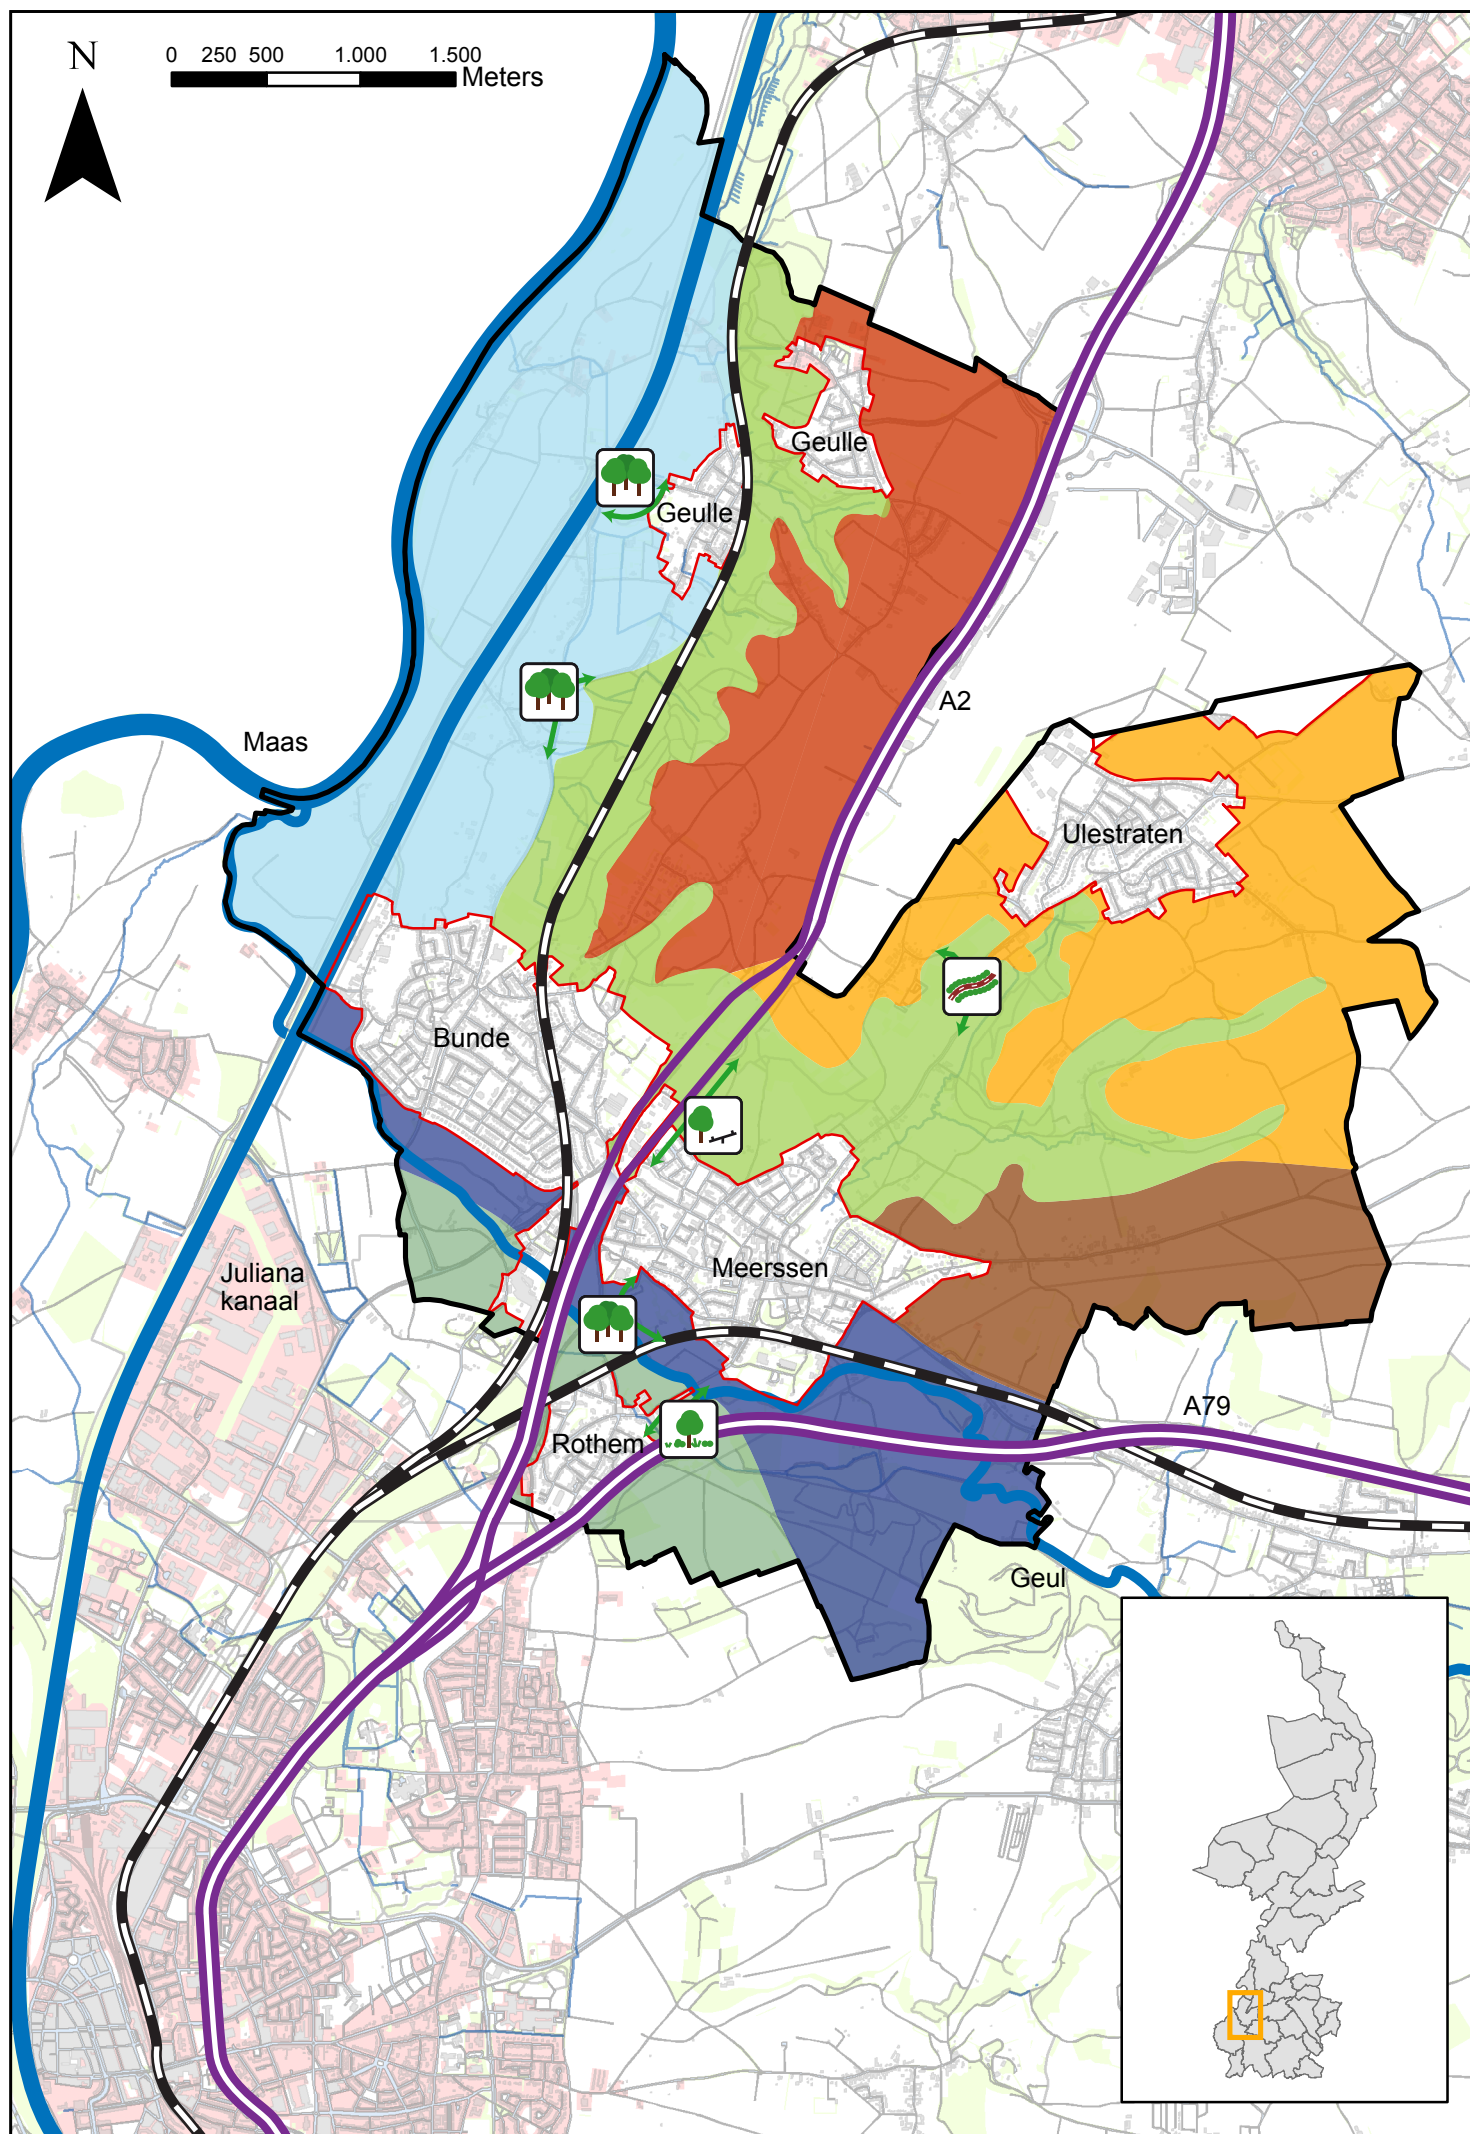 N
0 250 500 1.000 1.500
Meters
Geulle
Geulle
A2
Maas
Ulestraten
Bunde
Meerssen
Juliana
kanaal
A79
Rothem
Geul